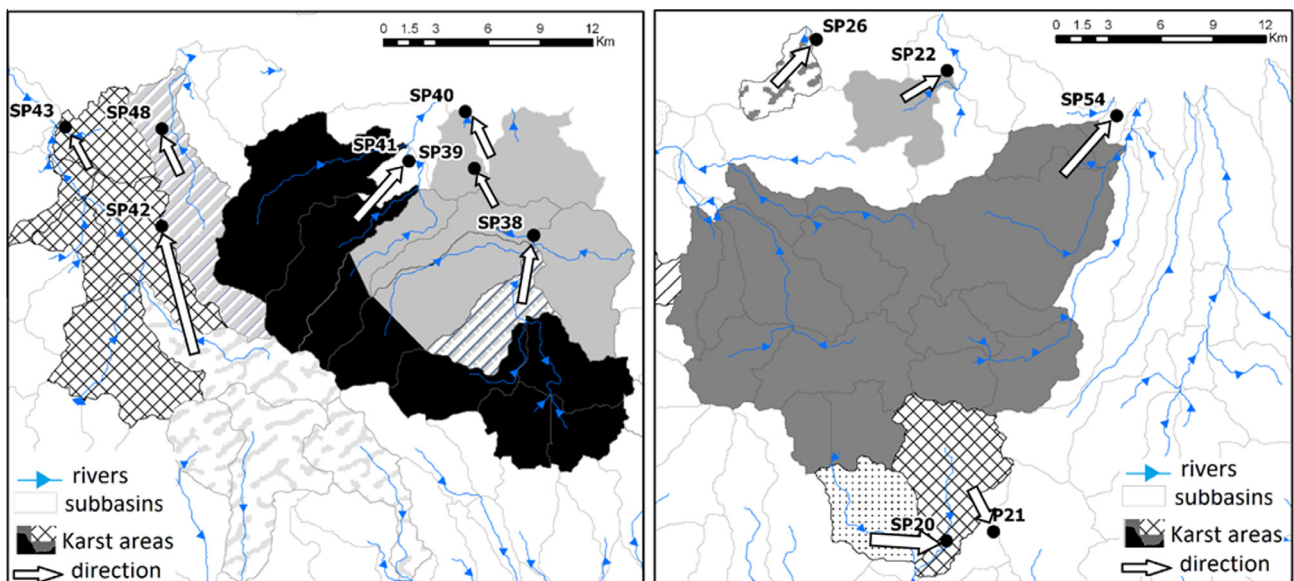 0 1.5 3 6 9 12
Km
SP43
SP48
SP40
SP41
SP39
SP42
SP38
rivers
subbasins
Karst areas
direction
0 1.5 3 6 9 12
Km
SP26
SP22
SP54
SP20
P21
rivers
subbasins
Karst areas
direction